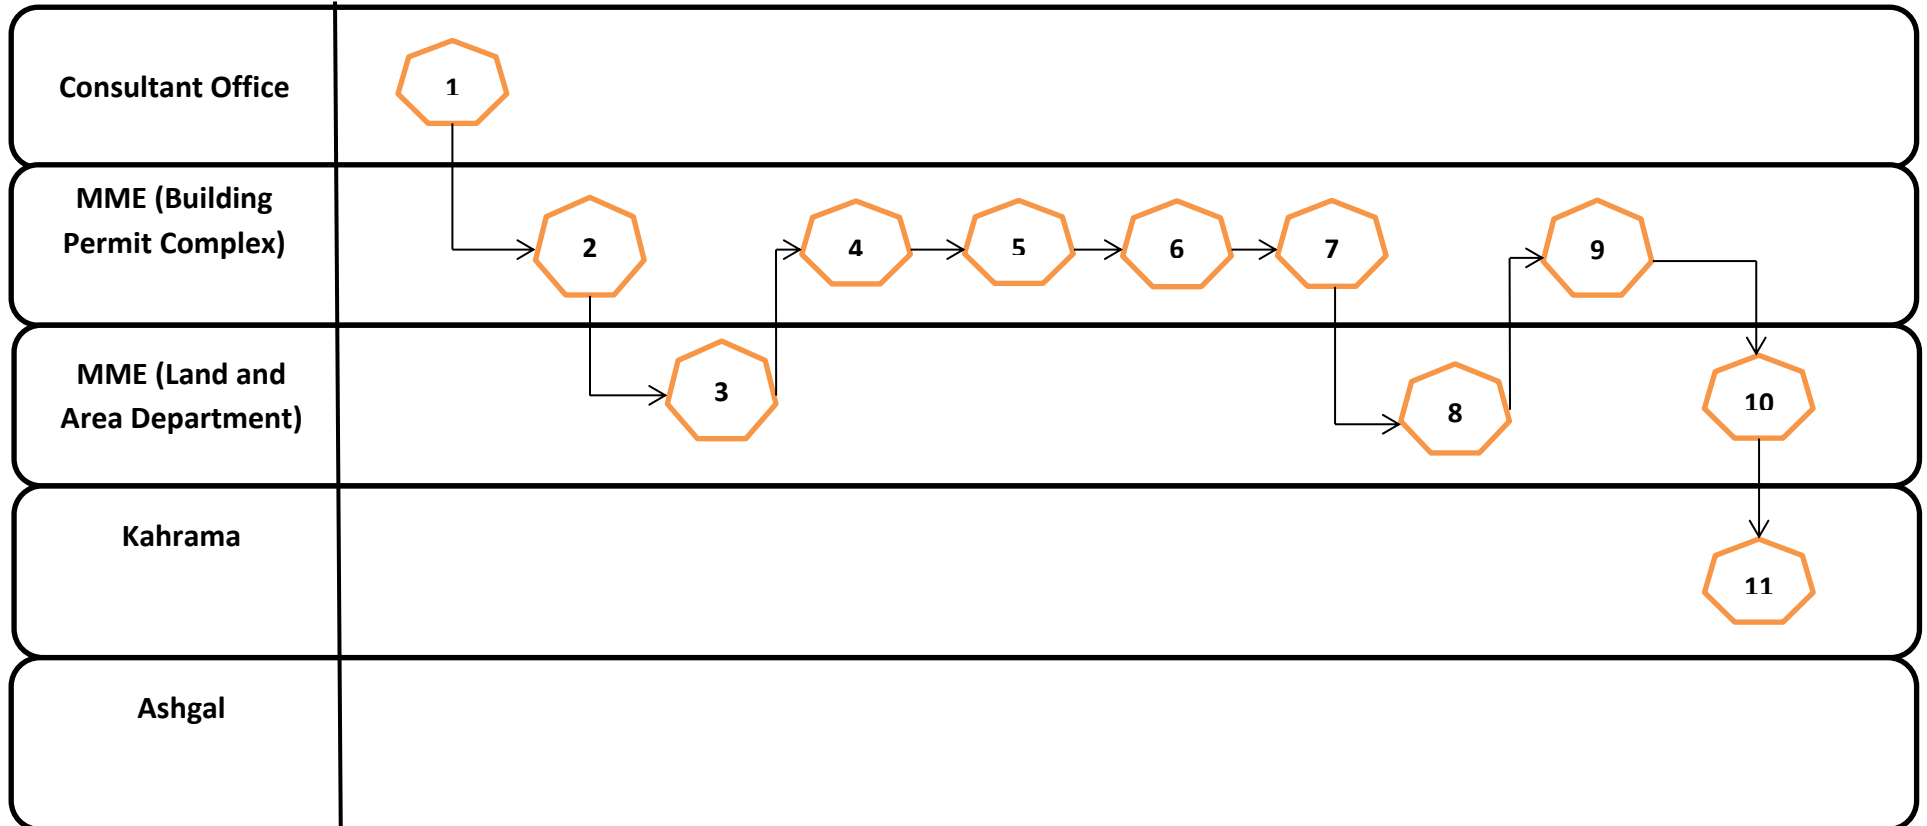 Consultant Office
1
MME (Building
Permit Complex)
2
4
5
6
7
9
MME (Land and
Area Department)
3
8
10
Kahrama
11
Ashgal